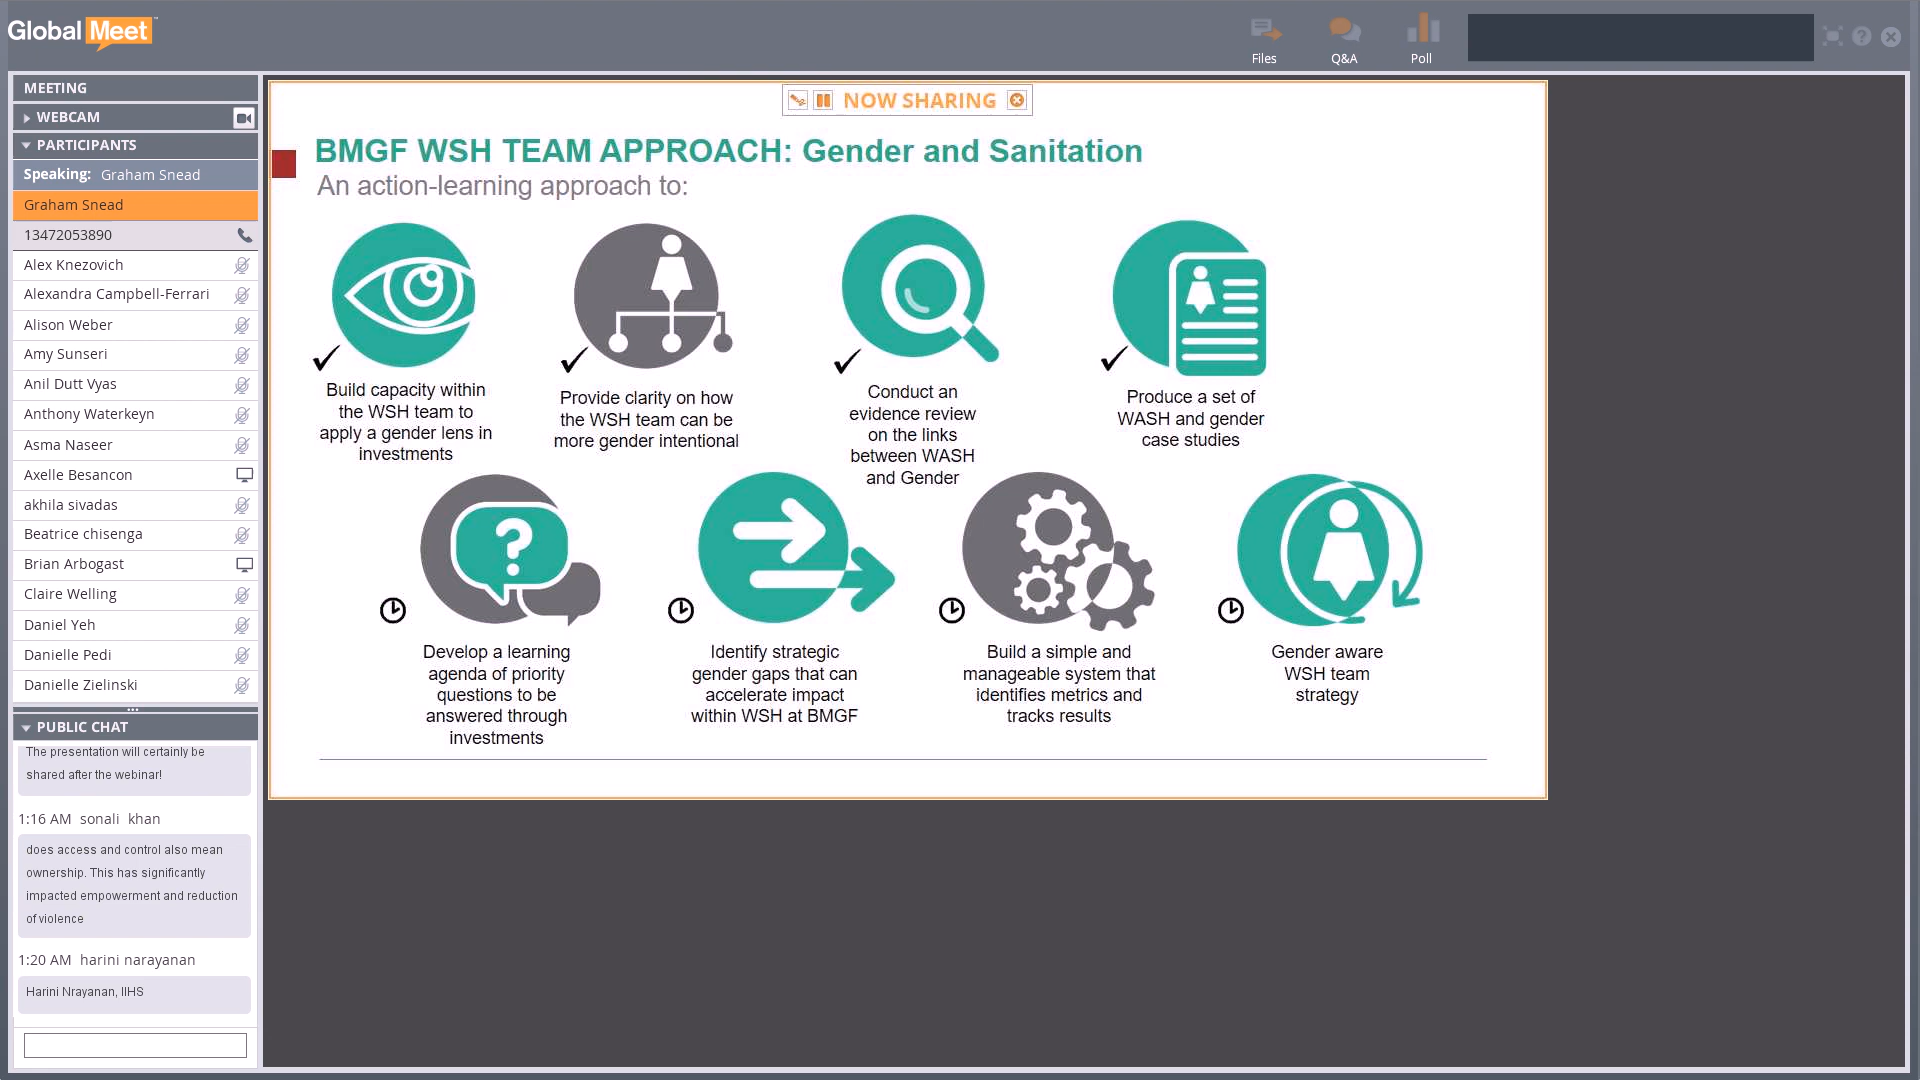 Global Meet
Files
Q&A
Poll
MEETING
WEBCAM
PARTICIPANTS
Speaking: Graham Snead
Graham Snead
13472053890
Alex Knezovich
Alexandra Campbell-Ferrari
Alison Weber
Amy Sunseri
Anil Dutt Vyas
Anthony Waterkeyn
Asma Naseer
Axelle Besancon
akhila sivadas
Beatrice chisenga
Brian Arbogast
Claire Welling
Daniel Yeh
Danielle Pedi
Danielle Zielinski
PUBLIC CHAT
The presentation will certainly be
shared after the webinar!
1:16 AM sonali khan
does access and control also mean
ownership. This has significantly
impacted empowerment and reduction
of violence
1:20 AM harini narayanan
Harini Nrayanan, IIHS
NOW SHARING
BMGF WSH TEAM APPROACH: Gender and Sanitation
An action-learning approach to:
Build capacity within
the WSH team to
apply a gender lens in
investments
Provide clarity on how
the WSH team can be
more gender intentional
Conduct an
evidence review
on the links
between WASH
and Gender
Produce a set of
WASH and gender
case studies
?
Develop a learning
agenda of priority
questions to be
answered through
investments
Identify strategic
gender gaps that can
accelerate impact
within WSH at BMGF
Build a simple and
manageable system that
identifies metrics and
tracks results
Gender aware
WSH team
strategy